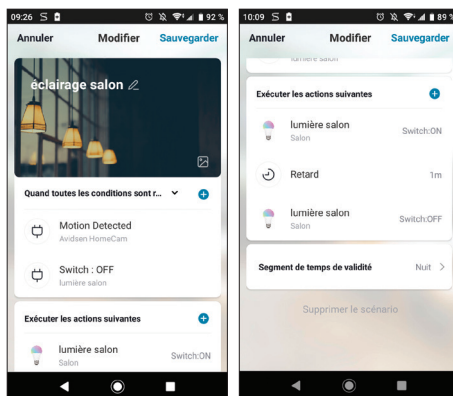 09:26 S 92 %
Annuler Modifier Sauvegarder
éclairage salon
Quand toutes les conditions sont r...
Motion Detected
Avidsen HomeCam
Switch : OFF
lumière salon
Exécuter les actions suivantes
lumière salon
Salon
Switch:ON
10:09 S 89 %
Annuler Modifier Sauvegarder
lumière salon
Exécuter les actions suivantes
lumière salon
Salon
Switch:ON
Retard 1m
lumière salon
Salon
Switch:OFF
Segment de temps de validité Nuit
Supprimer le scénario